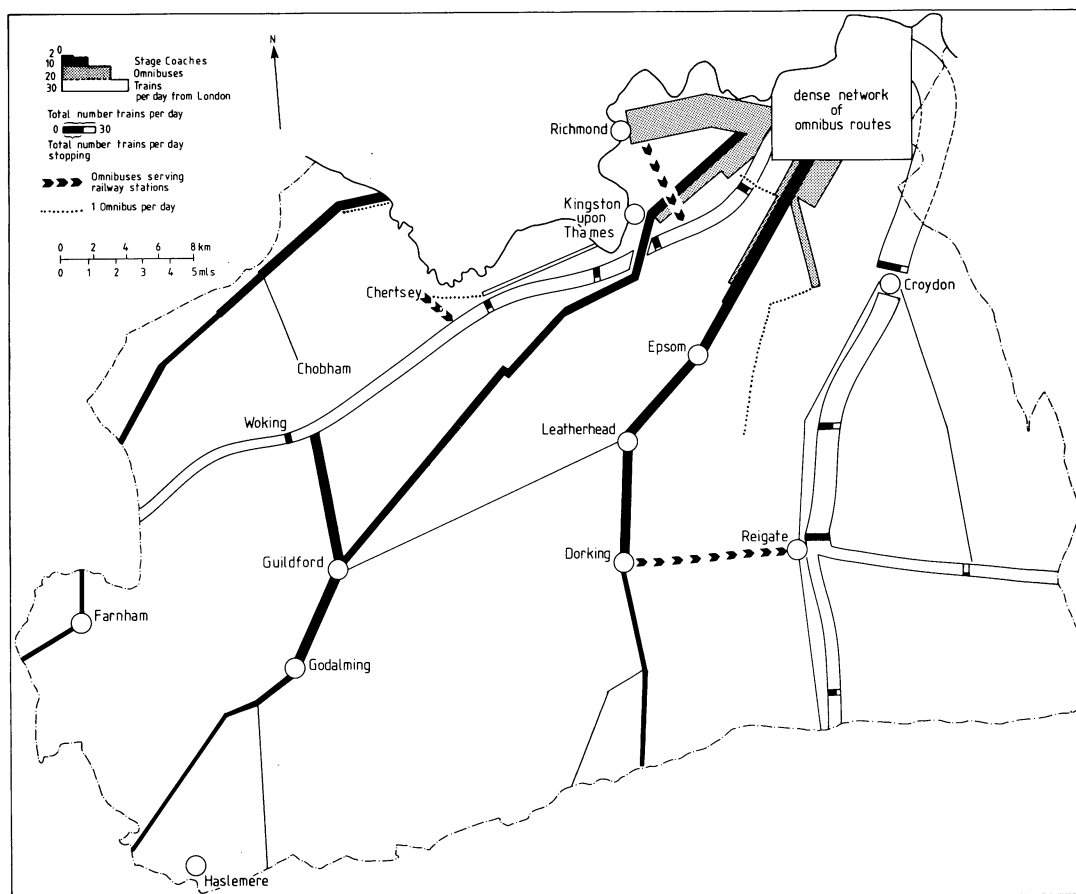 0
2
10
20
30
Stage Coaches
Omnibuses
Trains
per day from London
Total number trains per day
0 30
Total number trains per day
stopping
Omnibuses serving
railway stations
1 Omnibus per day
0 2 4 6 8 km
0 1 2 3 4 5 mls
N
dense network
of
omnibus routes
Richmond
Kingston
upon
Thames
Chertsey
Croydon
Chobham
Epsom
Woking
Leatherhead
Reigate
Guildford
Dorking
Farnham
Godalming
Haslemere